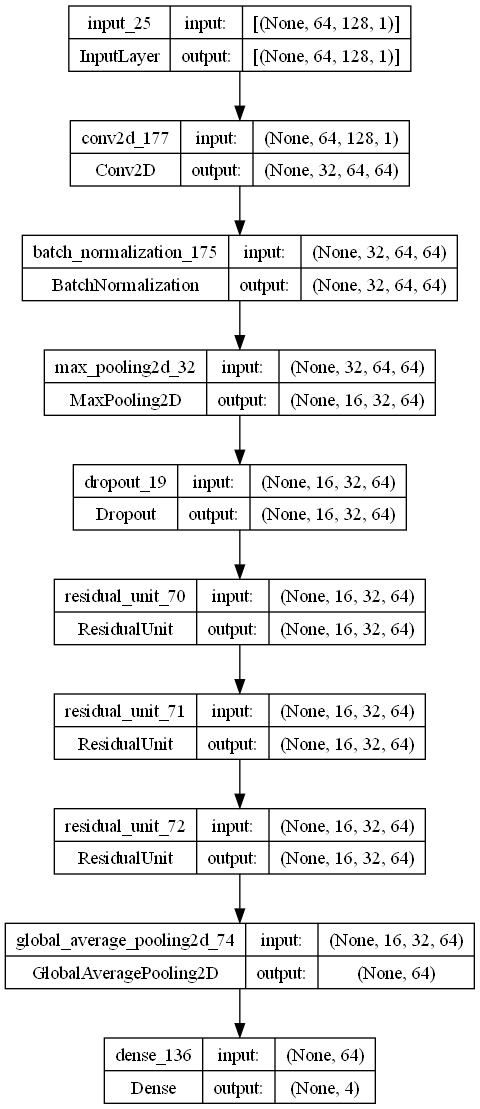 input_25 input: [(None, 64, 128, 1)]
InputLayer output: [(None, 64, 128, 1)]
conv2d_177 input: (None, 64, 128, 1)
Conv2D output: (None, 32, 64, 64)
batch_normalization_175 input: (None, 32, 64, 64)
BatchNormalization output: (None, 32, 64, 64)
max_pooling2d_32 input: (None, 32, 64, 64)
MaxPooling2D output: (None, 16, 32, 64)
dropout_19 input: (None, 16, 32, 64)
Dropout output: (None, 16, 32, 64)
residual_unit_70 input: (None, 16, 32, 64)
ResidualUnit output: (None, 16, 32, 64)
residual_unit_71 input: (None, 16, 32, 64)
ResidualUnit output: (None, 16, 32, 64)
residual_unit_72 input: (None, 16, 32, 64)
ResidualUnit output: (None, 16, 32, 64)
global_average_pooling2d_74 input: (None, 16, 32, 64)
GlobalAveragePooling2D output: (None, 64)
dense_136 input: (None, 64)
Dense output: (None, 4)